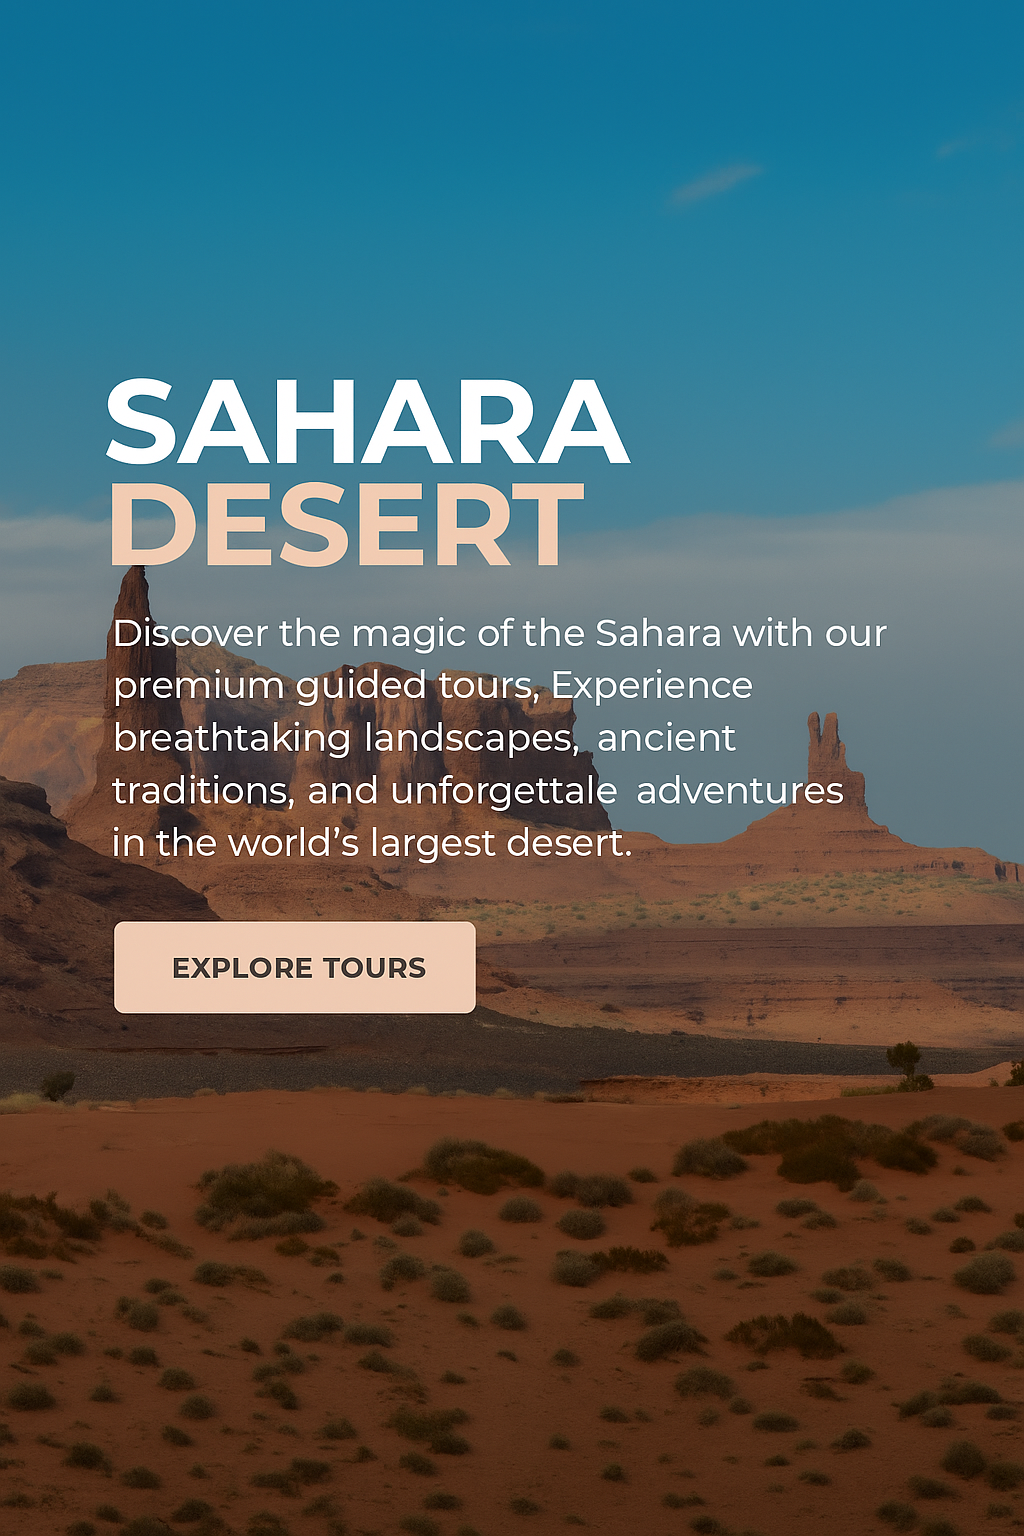 SAHARA
DESERT
Discover the magic of the Sahara with our
premium guided tours, Experience
breathtaking landscapes, ancient
traditions, and unforgettale adventures
in the world’s largest desert.
EXPLORE TOURS